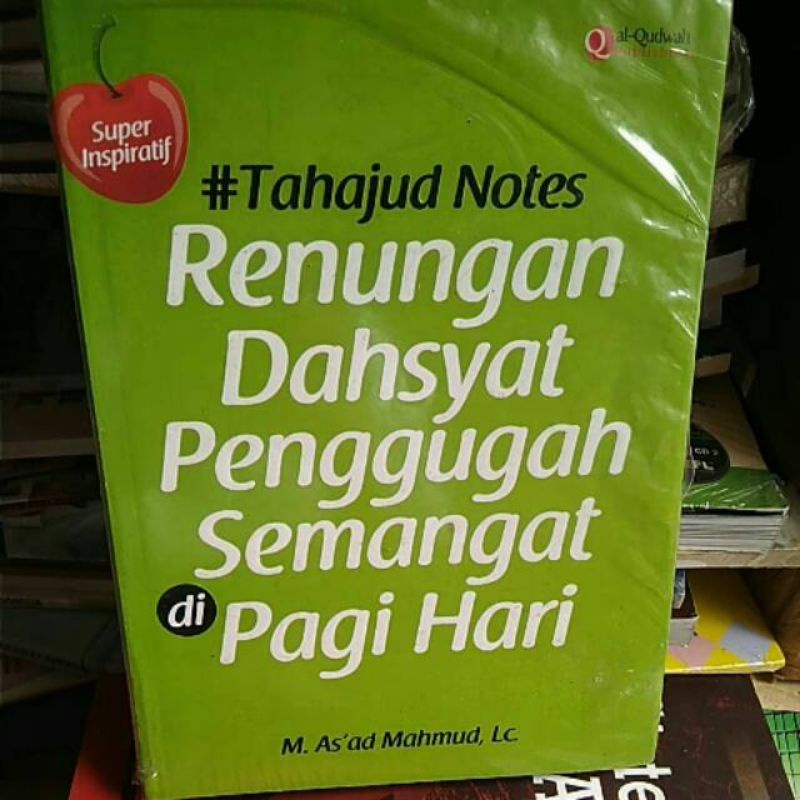 al-Qudwah
Super
Inspiratif
#Tahajud Notes
Renungan
Dahsyat
Penggugah
Semangat
di Pagi Hari
M. As'ad Mahmud, Lc